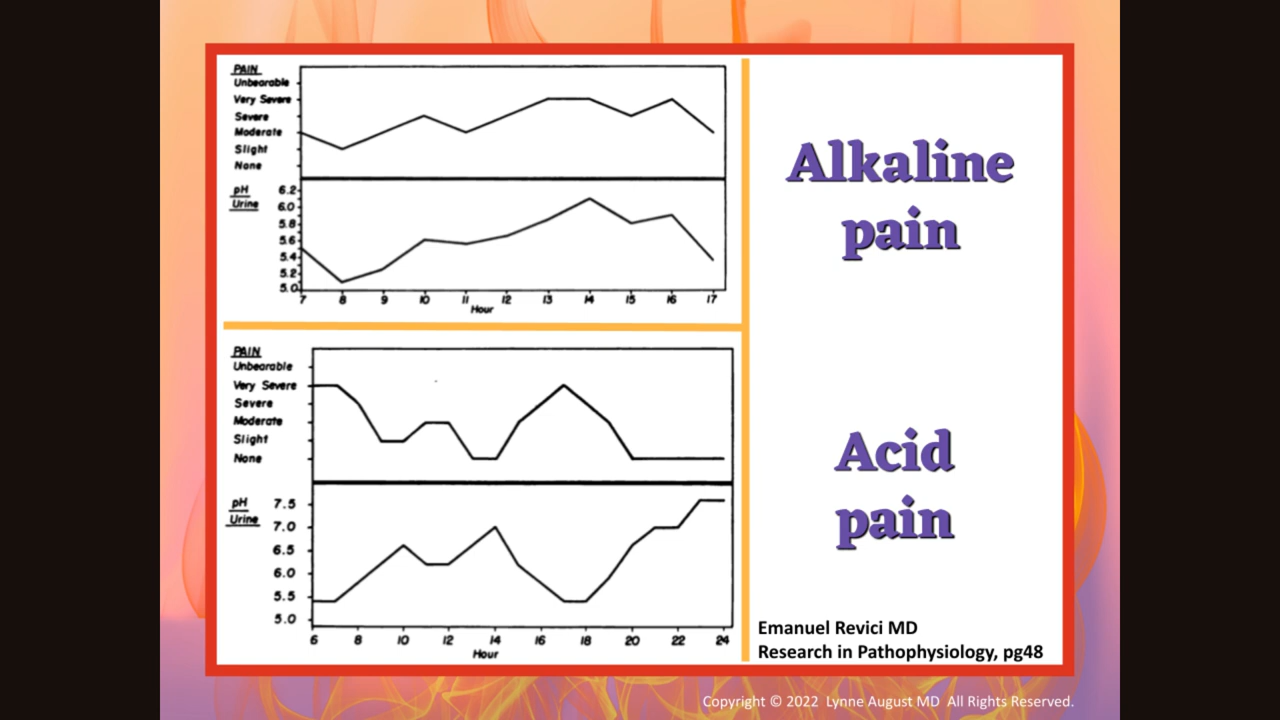 PAIN
Unbearable
Very Severe
Severe
Moderate
Slight
None
pH
Urine
6.2
6.0
5.8
5.6
5.4
5.2
5.0
7 8 9 10 11 12 13 14 15 16 17
Hour
Alkaline
pain
PAIN
Unbearable
Very Severe
Severe
Moderate
Slight
None
pH
Urine
7.5
7.0
6.5
6.0
5.5
5.0
6 8 10 12 14 16 18 20 22 24
Hour
Acid
pain
Emanuel Revici MD
Research in Pathophysiology, pg48
Copyright © 2022 Lynne August MD All Rights Reserved.